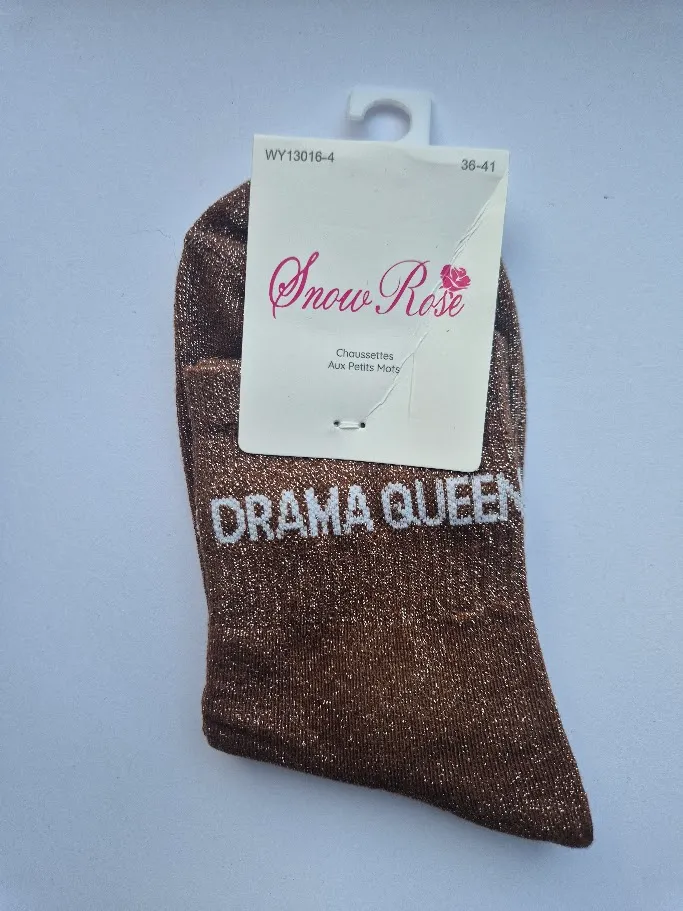 WY13016-4
36-41
Snow Rose
Chaussettes
Aux Petits Mots
DRAMA QUEEN